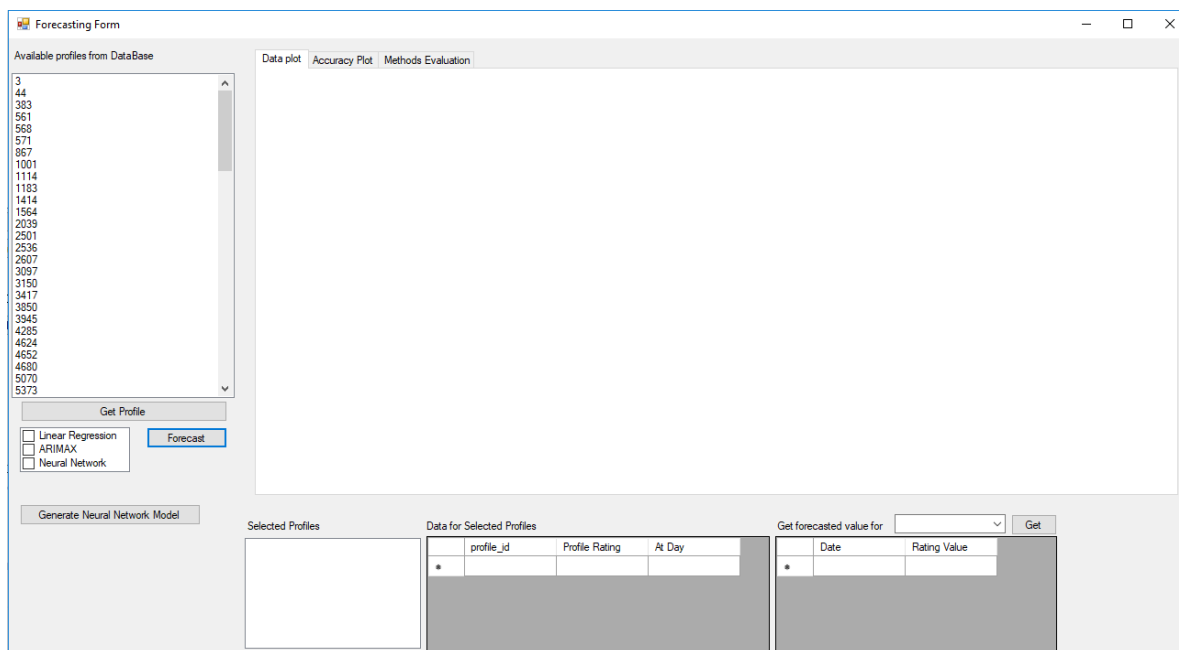 Forecasting Form
Available profiles from DataBase
Data plot Accuracy Plot Methods Evaluation
3
44
383
561
568
571
867
1001
1114
1183
1414
1564
2039
2501
2536
2607
3097
3150
3417
3850
3945
4285
4624
4652
4680
5070
5373
Get Profile
Linear Regression
ARIMAX
Neural Network
Forecast
Generate Neural Network Model
Selected Profiles
Data for Selected Profiles
profile_id Profile Rating At Day
Get forecasted value for
Get
Date Rating Value